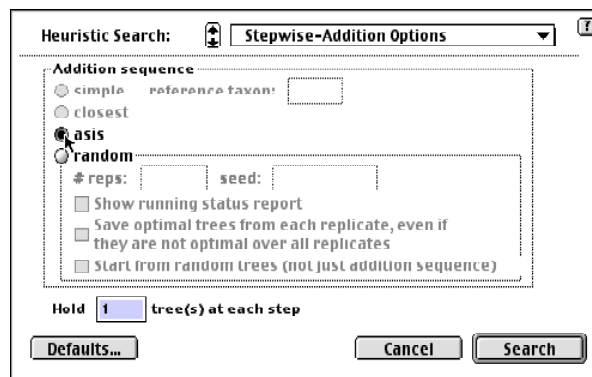 Heuristic Search: Stepwise-Addition Options
?
Addition sequence
simple reference taxon:
closest
asis
random
# reps: seed:
Show running status report
Save optimal trees from each replicate, even if
they are not optimal over all replicates
Start from random trees (not just addition sequence)
Hold 1 tree(s) at each step
Defaults... Cancel Search